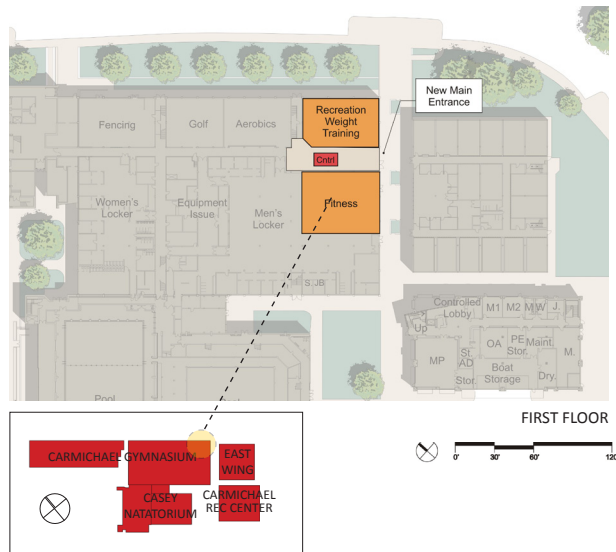 Recreation
Weight
Training
New Main
Entrance
Fencing
Golf
Aerobics
Cntrl
Women's
Locker
Equipment
Issue
Men's
Locker
Fitness
S. JB
Controlled
Lobby
M1
M2
M
W
J.
Up
OA
PE
Stor.
Maint.
MP
St.
AD
M.
Stor.
Boat
Storage
Dry.
Pool
FIRST FLOOR
0'
30'
60'
120'
CARMICHAEL GYMNASIUM
EAST
WING
CASEY
NATATORIUM
CARMICHAEL
REC CENTER